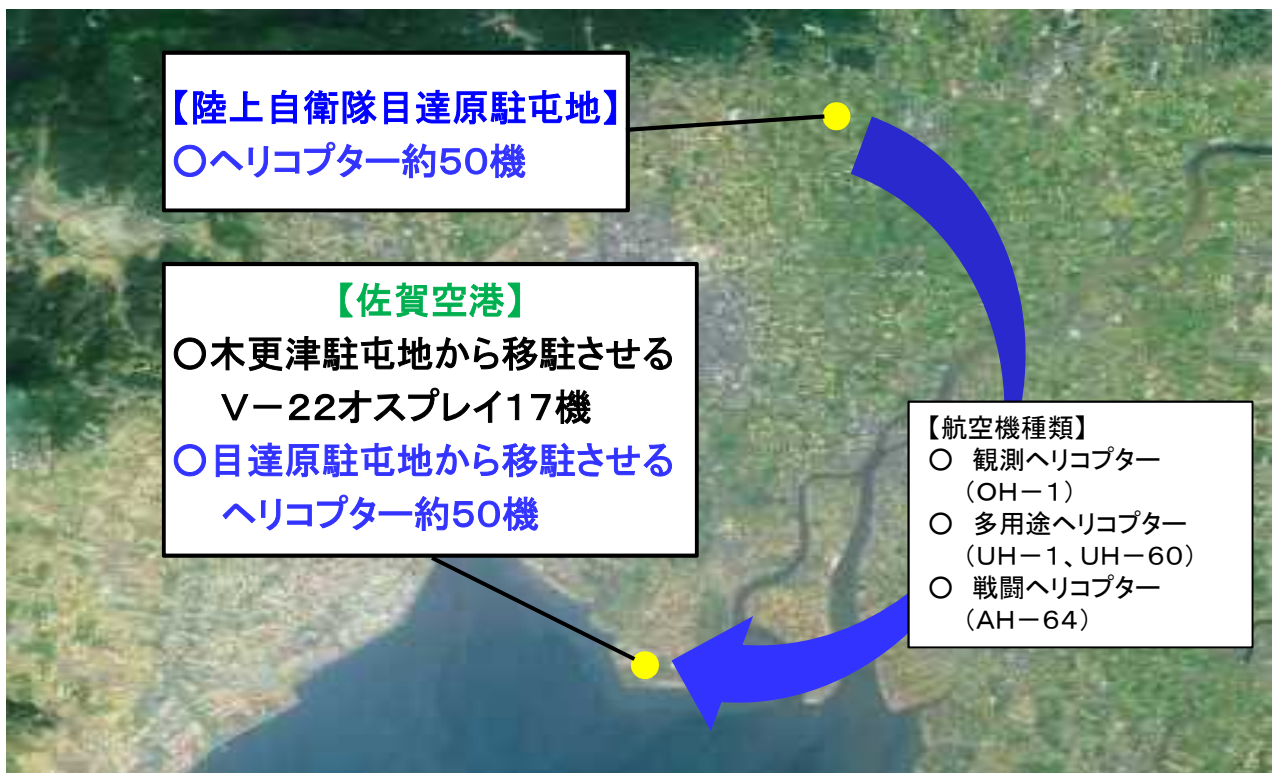 【陸上自衛隊目達原駐屯地】
○ヘリコプター約50機
【佐賀空港】
○木更津駐屯地から移駐させる
V－22オスプレイ17機
○目達原駐屯地から移駐させる
ヘリコプター約50機
【航空機種類】
○ 観測ヘリコプター
(OH－1)
○ 多用途ヘリコプター
(UH－1、UH－60)
○ 戦闘ヘリコプター
(AH－64)